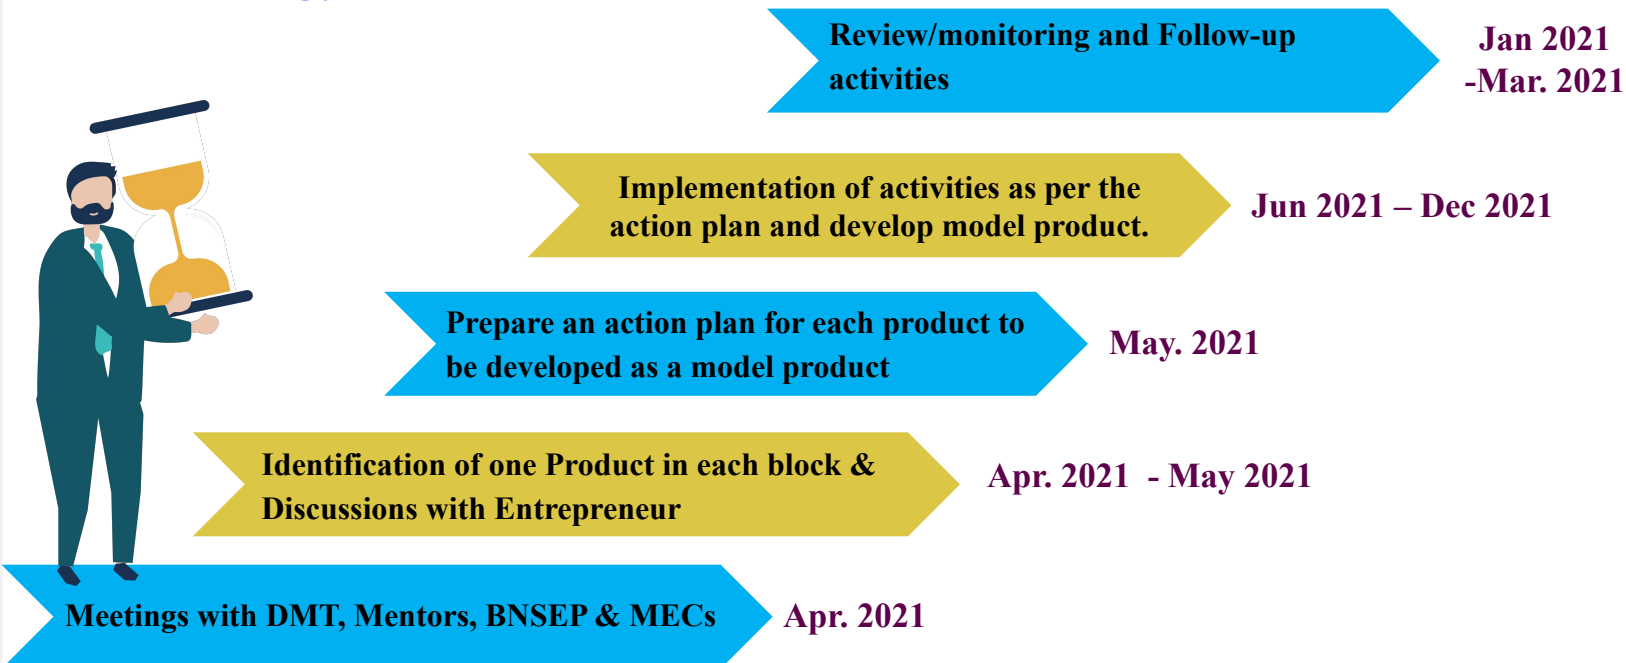 Review/monitoring and Follow-up
activities
Jan 2021
-Mar. 2021
Implementation of activities as per the
action plan and develop model product.
Jun 2021 – Dec 2021
Prepare an action plan for each product to
be developed as a model product
May. 2021
Identification of one Product in each block &
Discussions with Entrepreneur
Apr. 2021 - May 2021
Meetings with DMT, Mentors, BNSEP & MECs
Apr. 2021